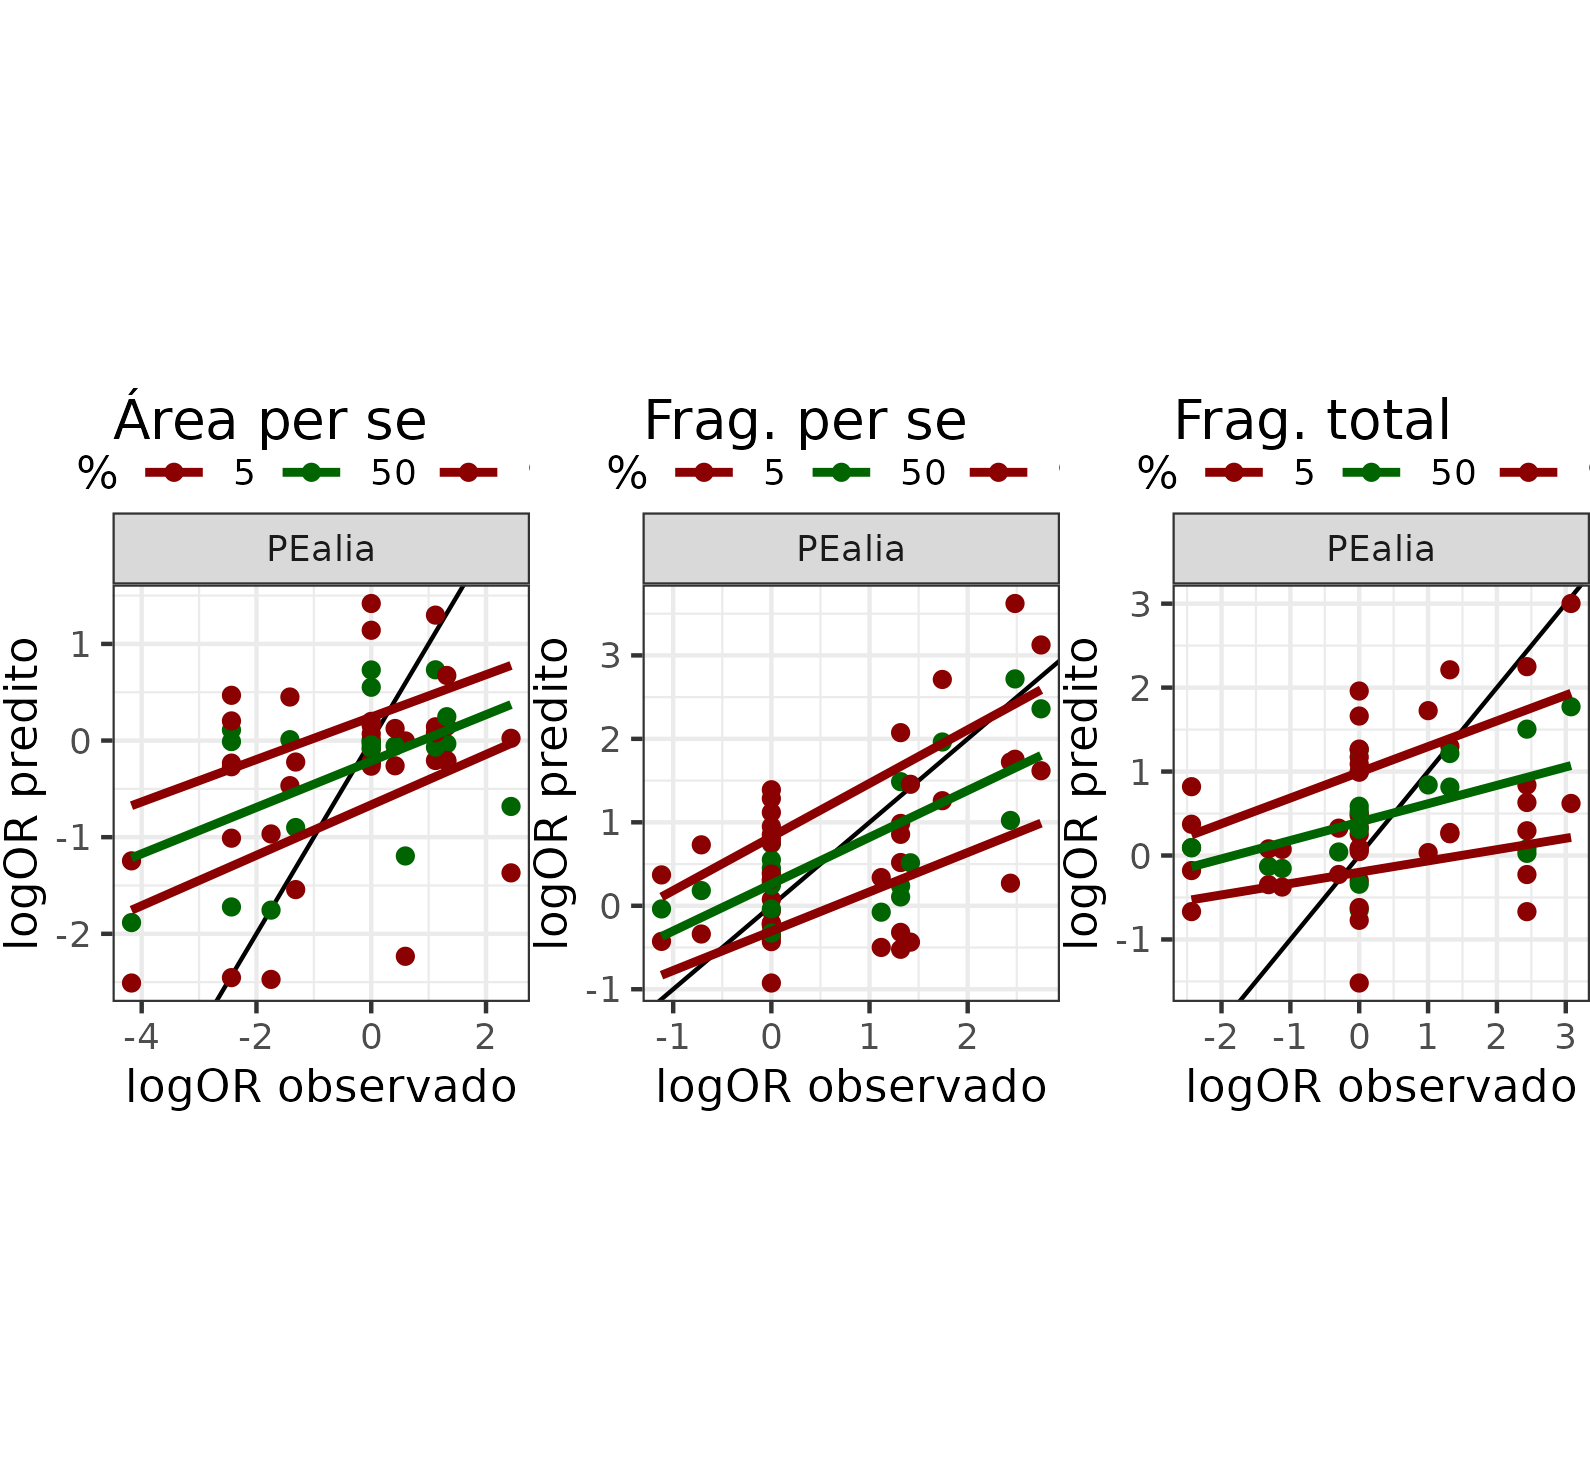 Área per se
% 5 50
PEalia
logOR predito
1
0
-1
-2
-4 -2 0 2
logOR observado
Frag. per se
% 5 50
PEalia
logOR predito
3
2
1
0
-1
-1 0 1 2
logOR observado
Frag. total
% 5 50
PEalia
logOR predito
3
2
1
0
-1
-2 -1 0 1 2 3
logOR observado